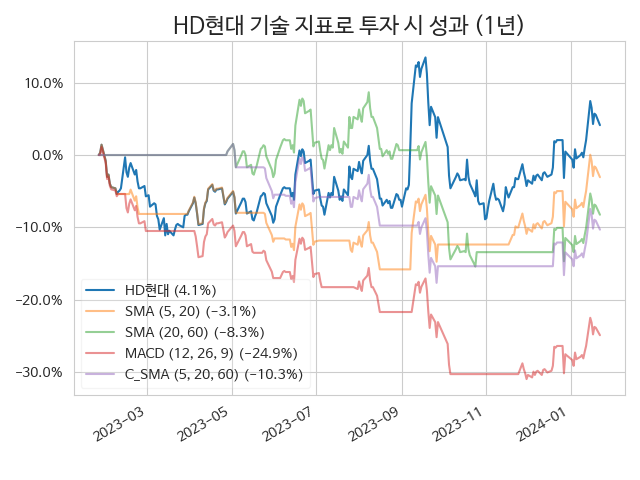 HD현대 기술 지표로 투자 시 성과 (1년)
10.0%
0.0%
−10.0%
−20.0%
−30.0%
HD현대 (4.1%)
SMA (5, 20) (−3.1%)
SMA (20, 60) (−8.3%)
MACD (12, 26, 9) (−24.9%)
C_SMA (5, 20, 60) (−10.3%)
2023−03
2023−05
2023−07
2023−09
2023−11
2024−01